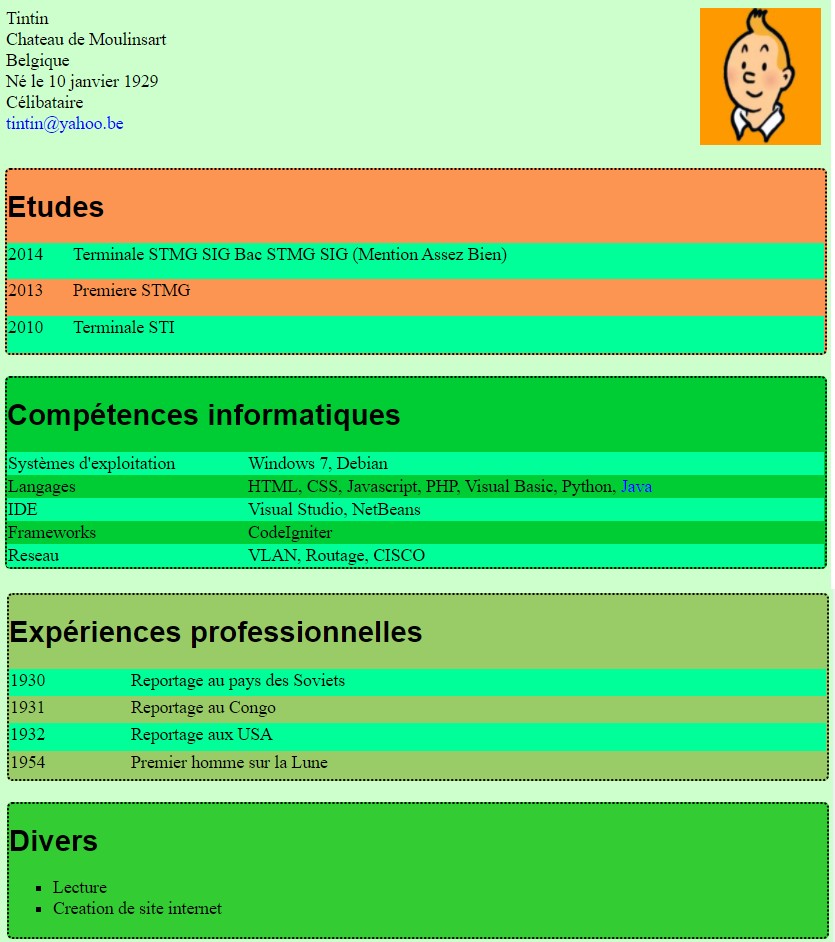 Tintin
Chateau de Moulinsart
Belgique
Né le 10 janvier 1929
Célibataire
tintin@yahoo.be
Etudes
2014 Terminale STMG SIG Bac STMG SIG (Mention Assez Bien)
2013 Premiere STMG
2010 Terminale STI
Compétences informatiques
Systèmes d'exploitation Windows 7, Debian
Langages HTML, CSS, Javascript, PHP, Visual Basic, Python, Java
IDE Visual Studio, NetBeans
Frameworks CodeIgniter
Reseau VLAN, Routage, CISCO
Expériences professionnelles
1930 Reportage au pays des Soviets
1931 Reportage au Congo
1932 Reportage aux USA
1954 Premier homme sur la Lune
Divers
▪ Lecture
▪ Creation de site internet